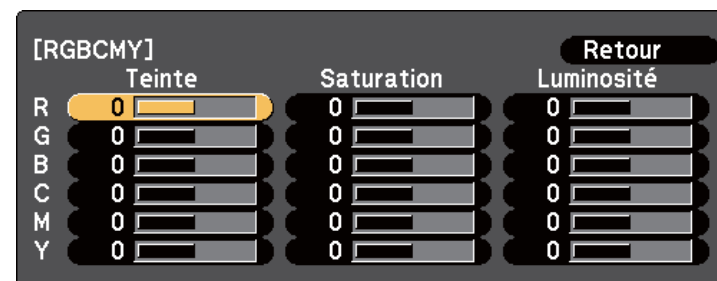 [RGBCMY] Retour
Teinte Saturation Luminosité
R 0 0 0
G 0 0 0
B 0 0 0
C 0 0 0
M 0 0 0
Y 0 0 0